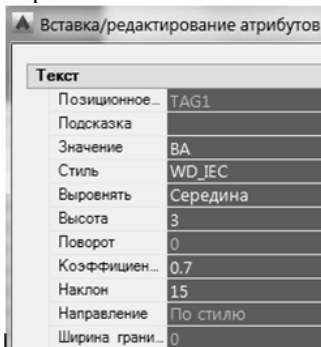 Вставка/редактирование атрибутов
Текст
Позиционное... TAG1
Подсказка
Значение BA
Стиль WD_IEC
Выровнять Середина
Высота 3
Поворот 0
Коэффициен... 0.7
Наклон 15
Направление По стилю
Ширина грани... 0